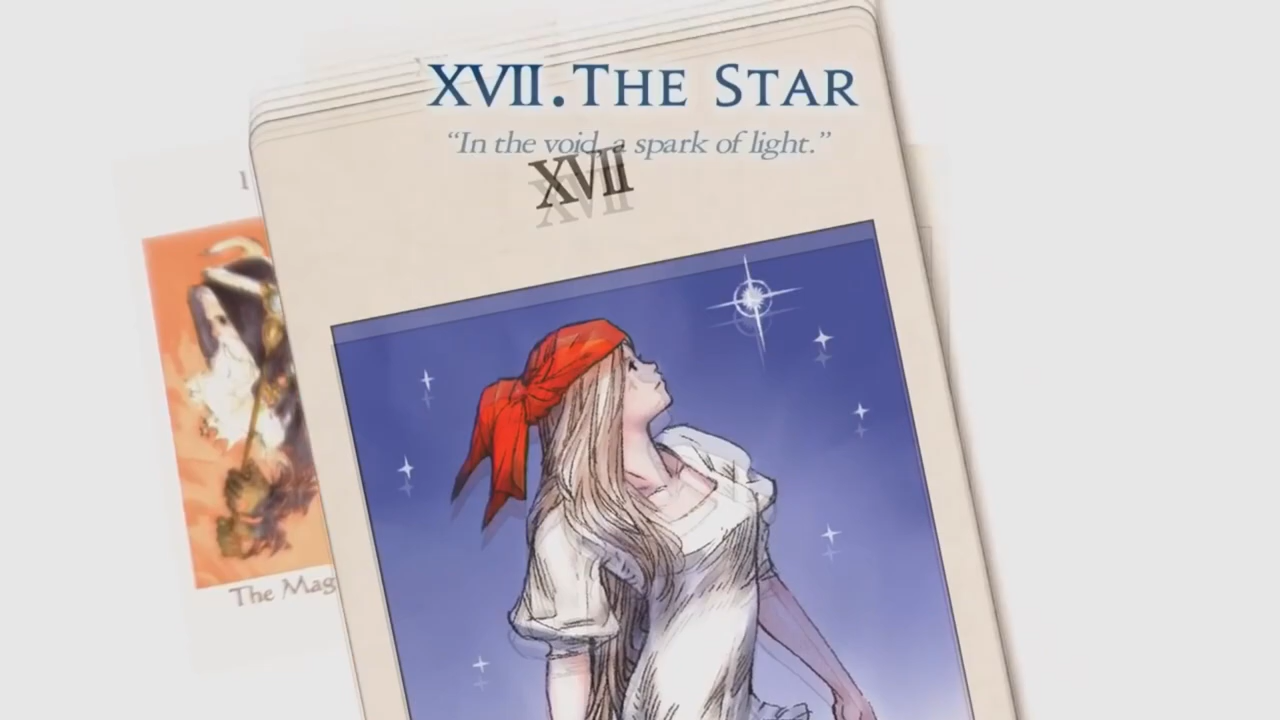 XVII. THE STAR
“In the void, a spark of light.”
XVII
The Mag